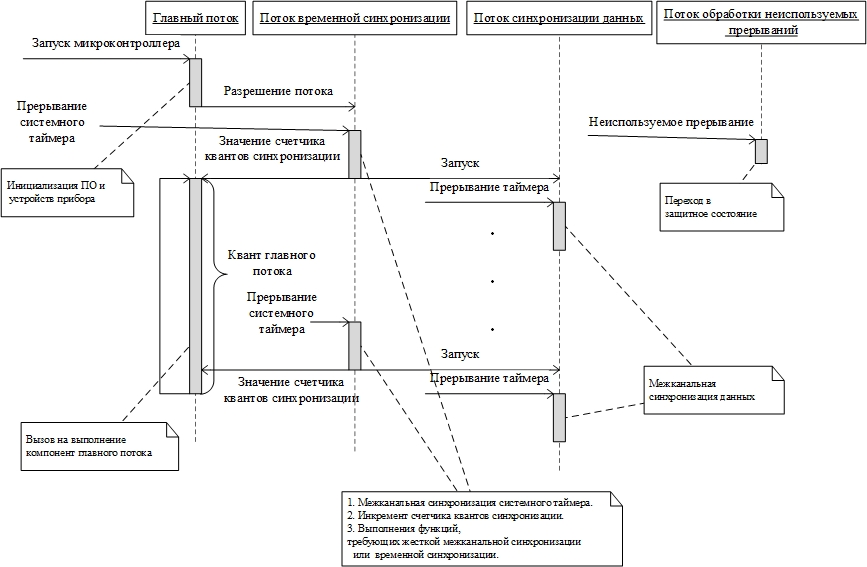 Главный поток
Поток временной синхронизации
Поток синхронизации данных
Поток обработки неиспользуемых
прерываний
Запуск микроконтроллера
Разрешение потока
Прерывание
системного
таймера
Неиспользуемое прерывание
Значение счетчика
квантов синхронизации
Запуск
Инициализация ПО и
устройств прибора
Прерывание таймера
Переход в
защитное состояние
Квант главного
потока
Прерывание
системного
таймера
Запуск
Значение счетчика
квантов синхронизации
Прерывание таймера
Межканальная
синхронизация данных
Вызов на выполнение
компонент главного потока
1. Межканальная синхронизация системного таймера.
2. Инкремент счетчика квантов синхронизации.
3. Выполнения функций,
требующих жесткой межканальной синхронизации
или временной синхронизации.